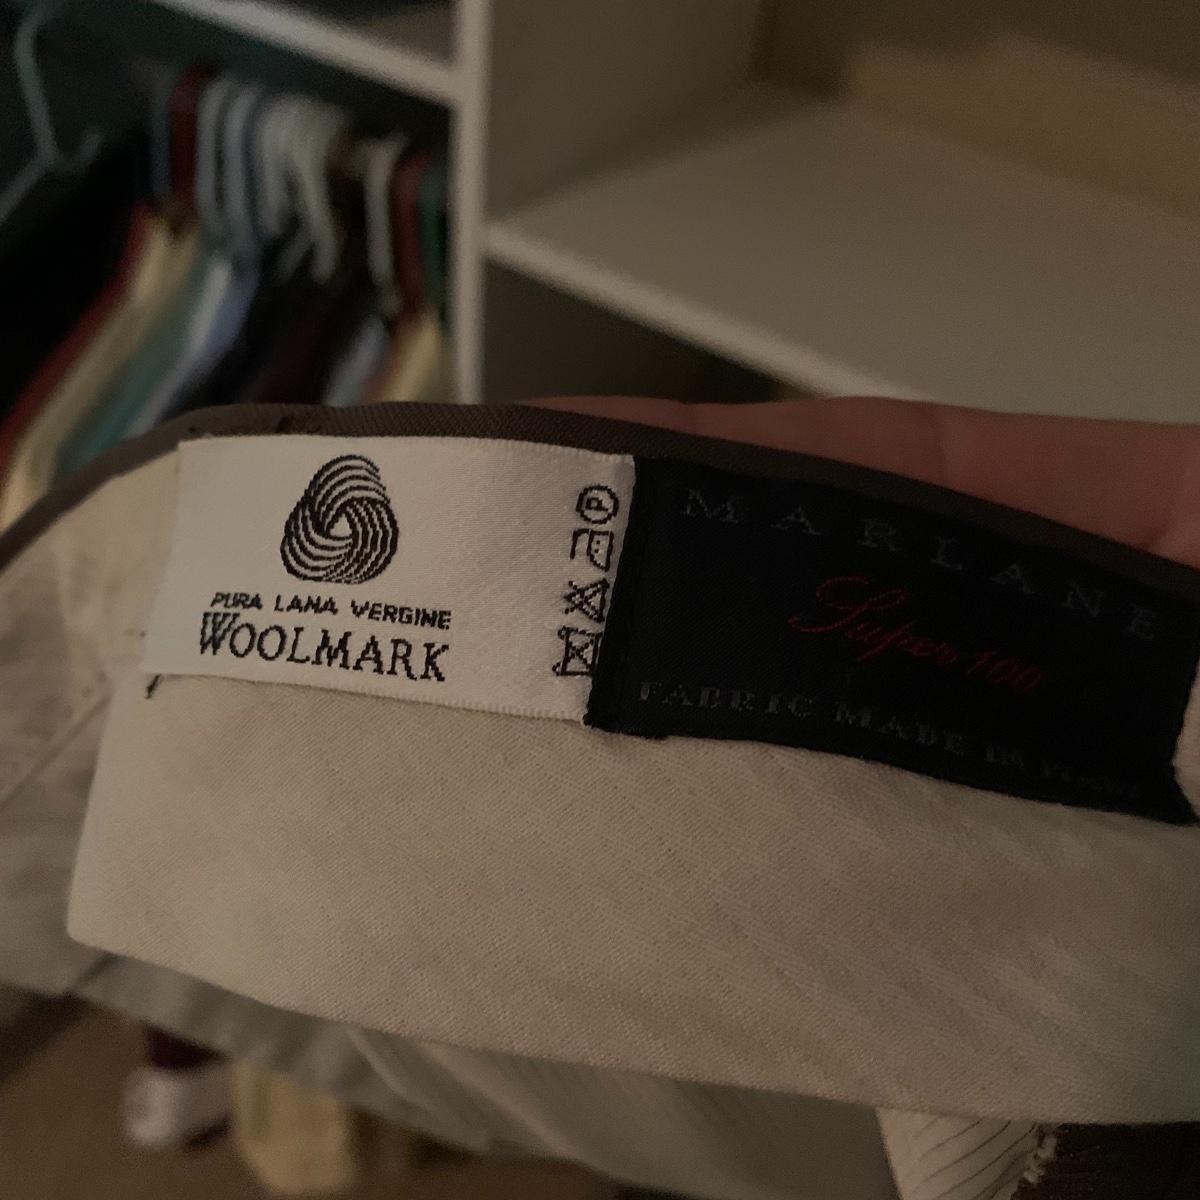 PURA LANA VERGINE
WOOLMARK
P
MARLANE
Super 100
FABRIC MADE IN